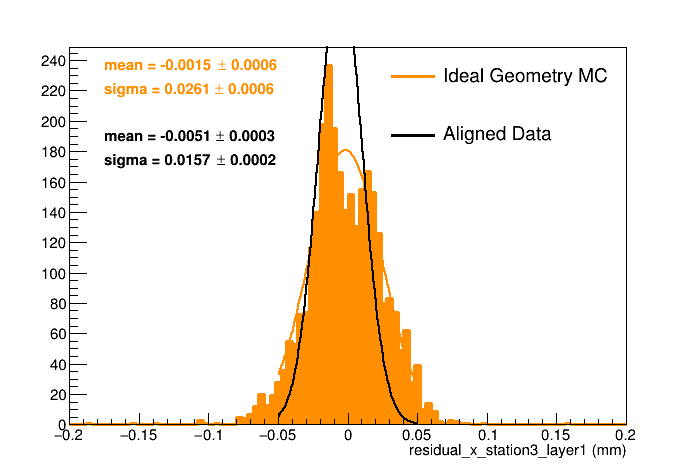 mean = -0.0015 ± 0.0006
sigma = 0.0261 ± 0.0006
mean = -0.0051 ± 0.0003
sigma = 0.0157 ± 0.0002
Ideal Geometry MC
Aligned Data
240
220
200
180
160
140
120
100
80
60
40
20
0
−0.2 −0.15 −0.1 −0.05 0 0.05 0.1 0.15 0.2
residual_x_station3_layer1 (mm)